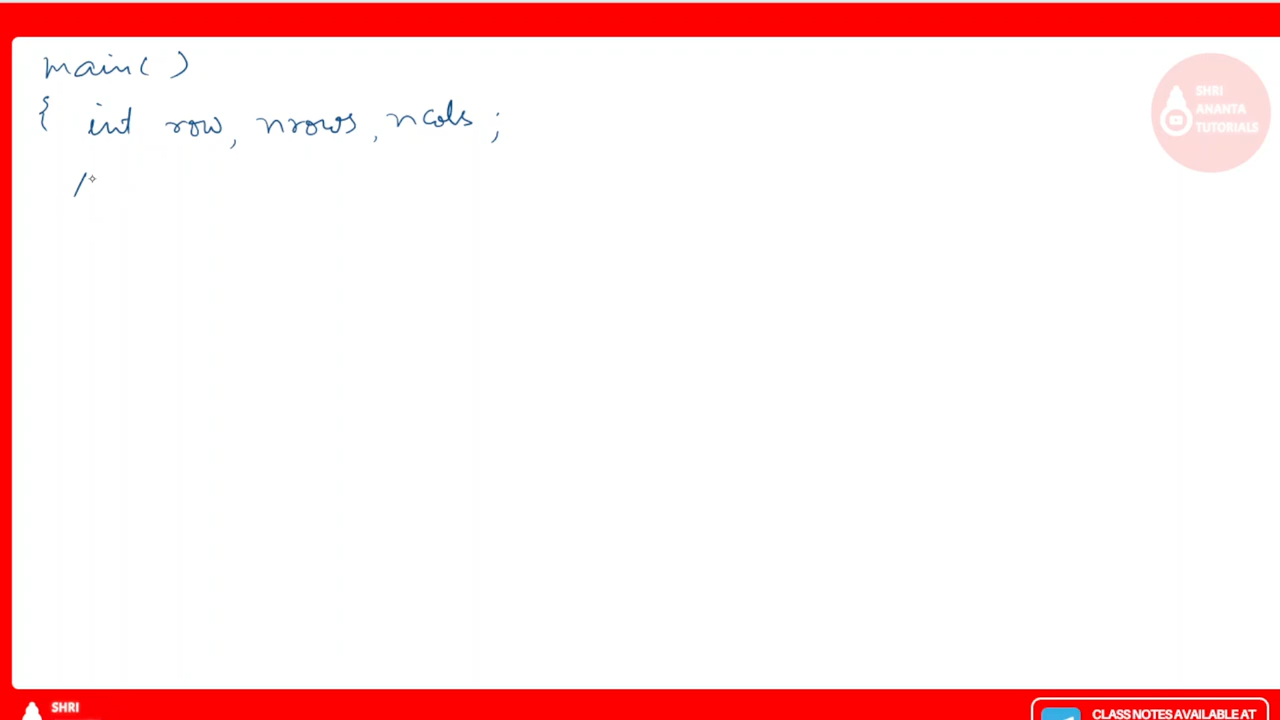 main( )
{ int row, nrows, ncols ;
/
SHRI
ANANTA
TUTORIALS
SHRI
CLASS NOTES AVAILABLE AT